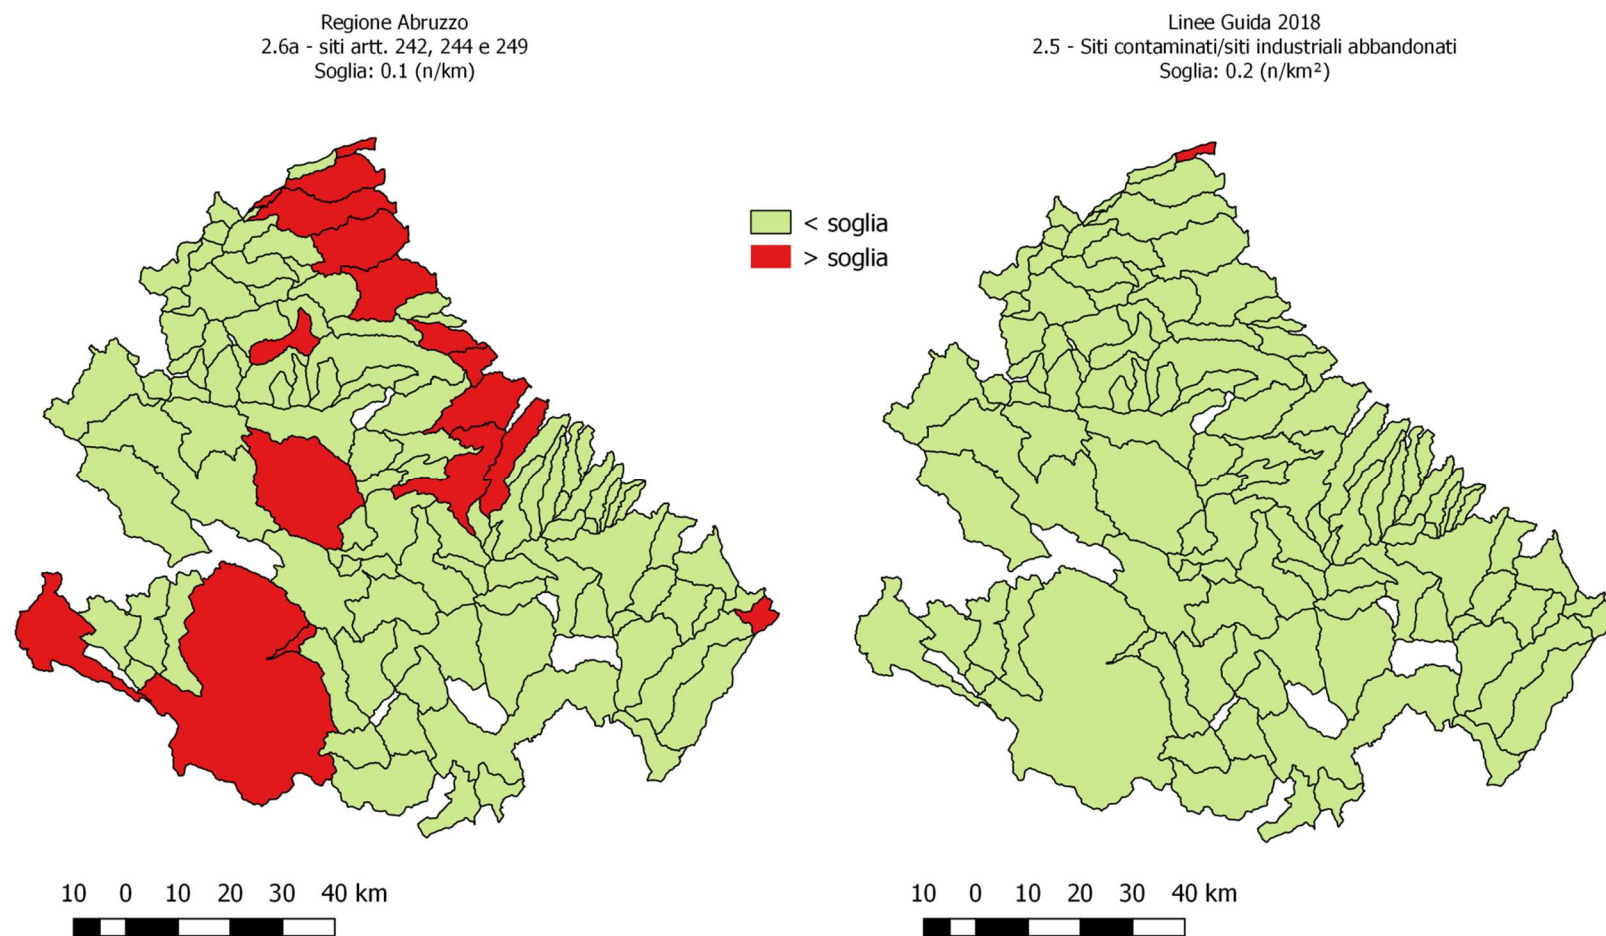 Regione Abruzzo
2.6a - siti artt. 242, 244 e 249
Soglia: 0.1 (n/km)
Linee Guida 2018
2.5 - Siti contaminati/siti industriali abbandonati
Soglia: 0.2 (n/km²)
< soglia
> soglia
10 0 10 20 30 40 km
10 0 10 20 30 40 km